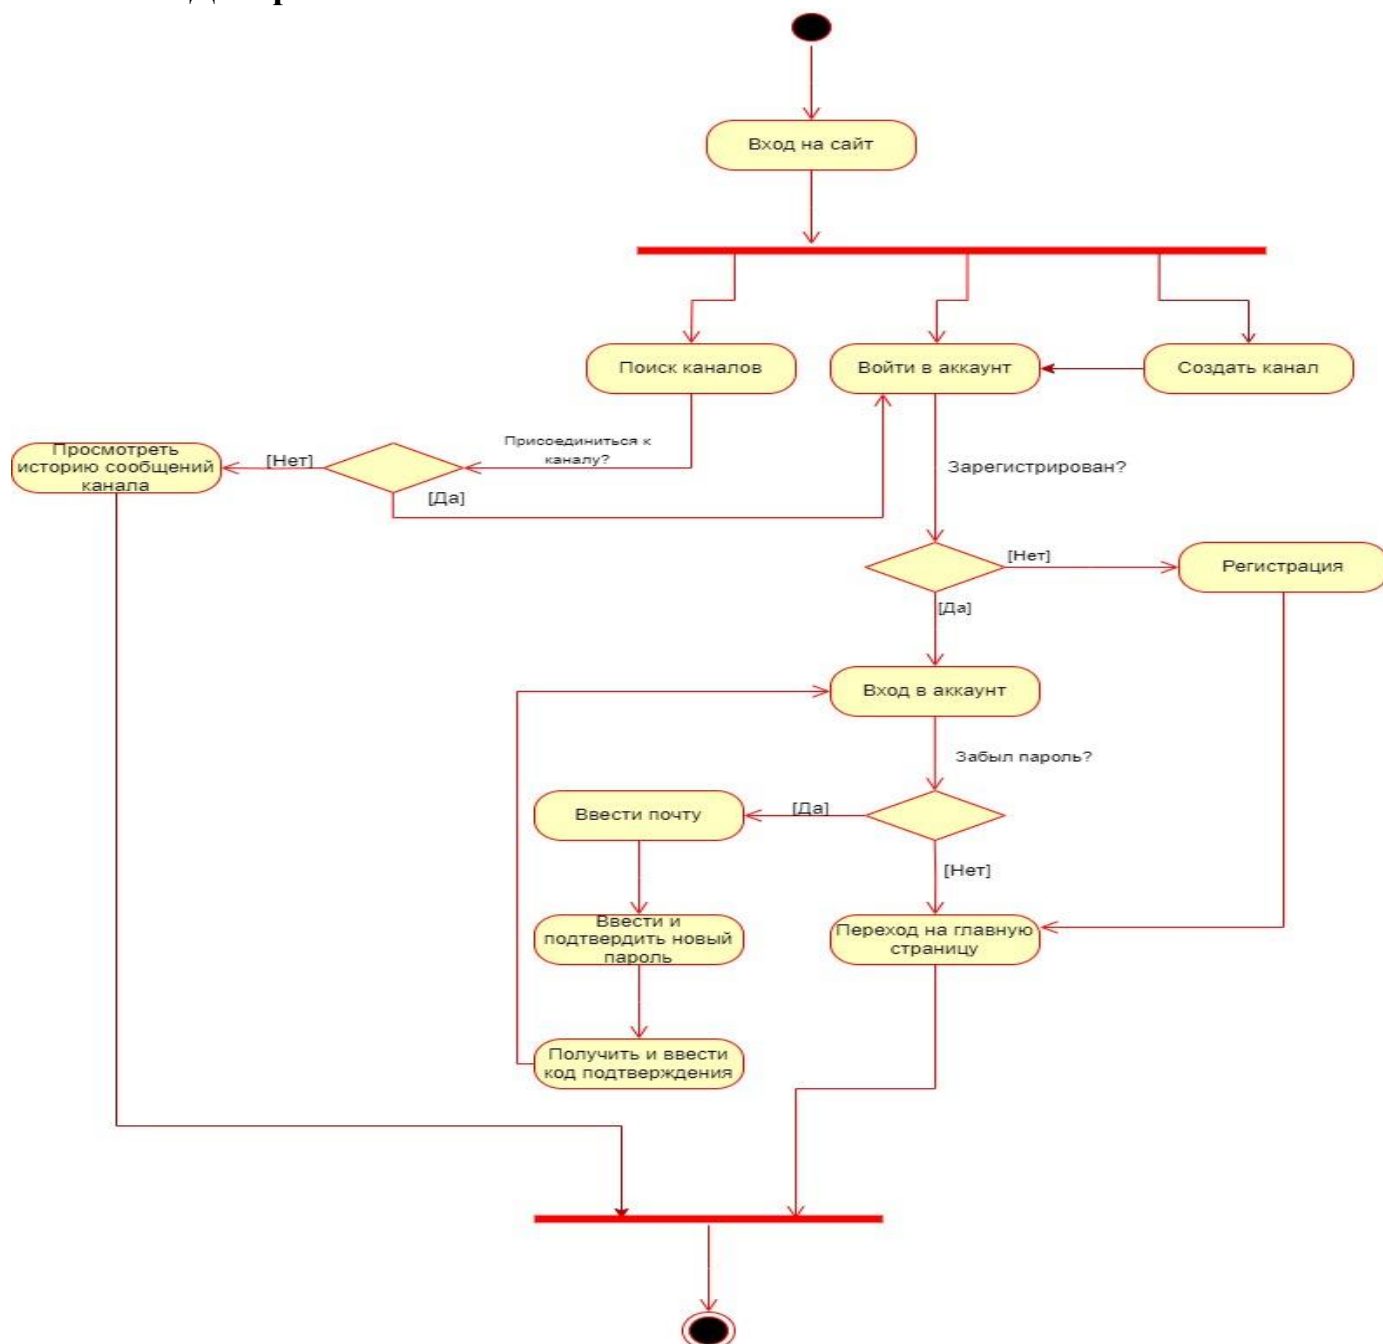 Вход на сайт
Поиск каналов
Войти в аккаунт
Создать канал
Присоединиться к
каналу?
Просмотреть
историю сообщений
канала
[Нет]
[Да]
Зарегистрирован?
[Нет]
Регистрация
[Да]
Вход в аккаунт
Забыл пароль?
Ввести почту
[Да]
[Нет]
Ввести и
подтвердить новый
пароль
Переход на главную
страницу
Получить и ввести
код подтверждения